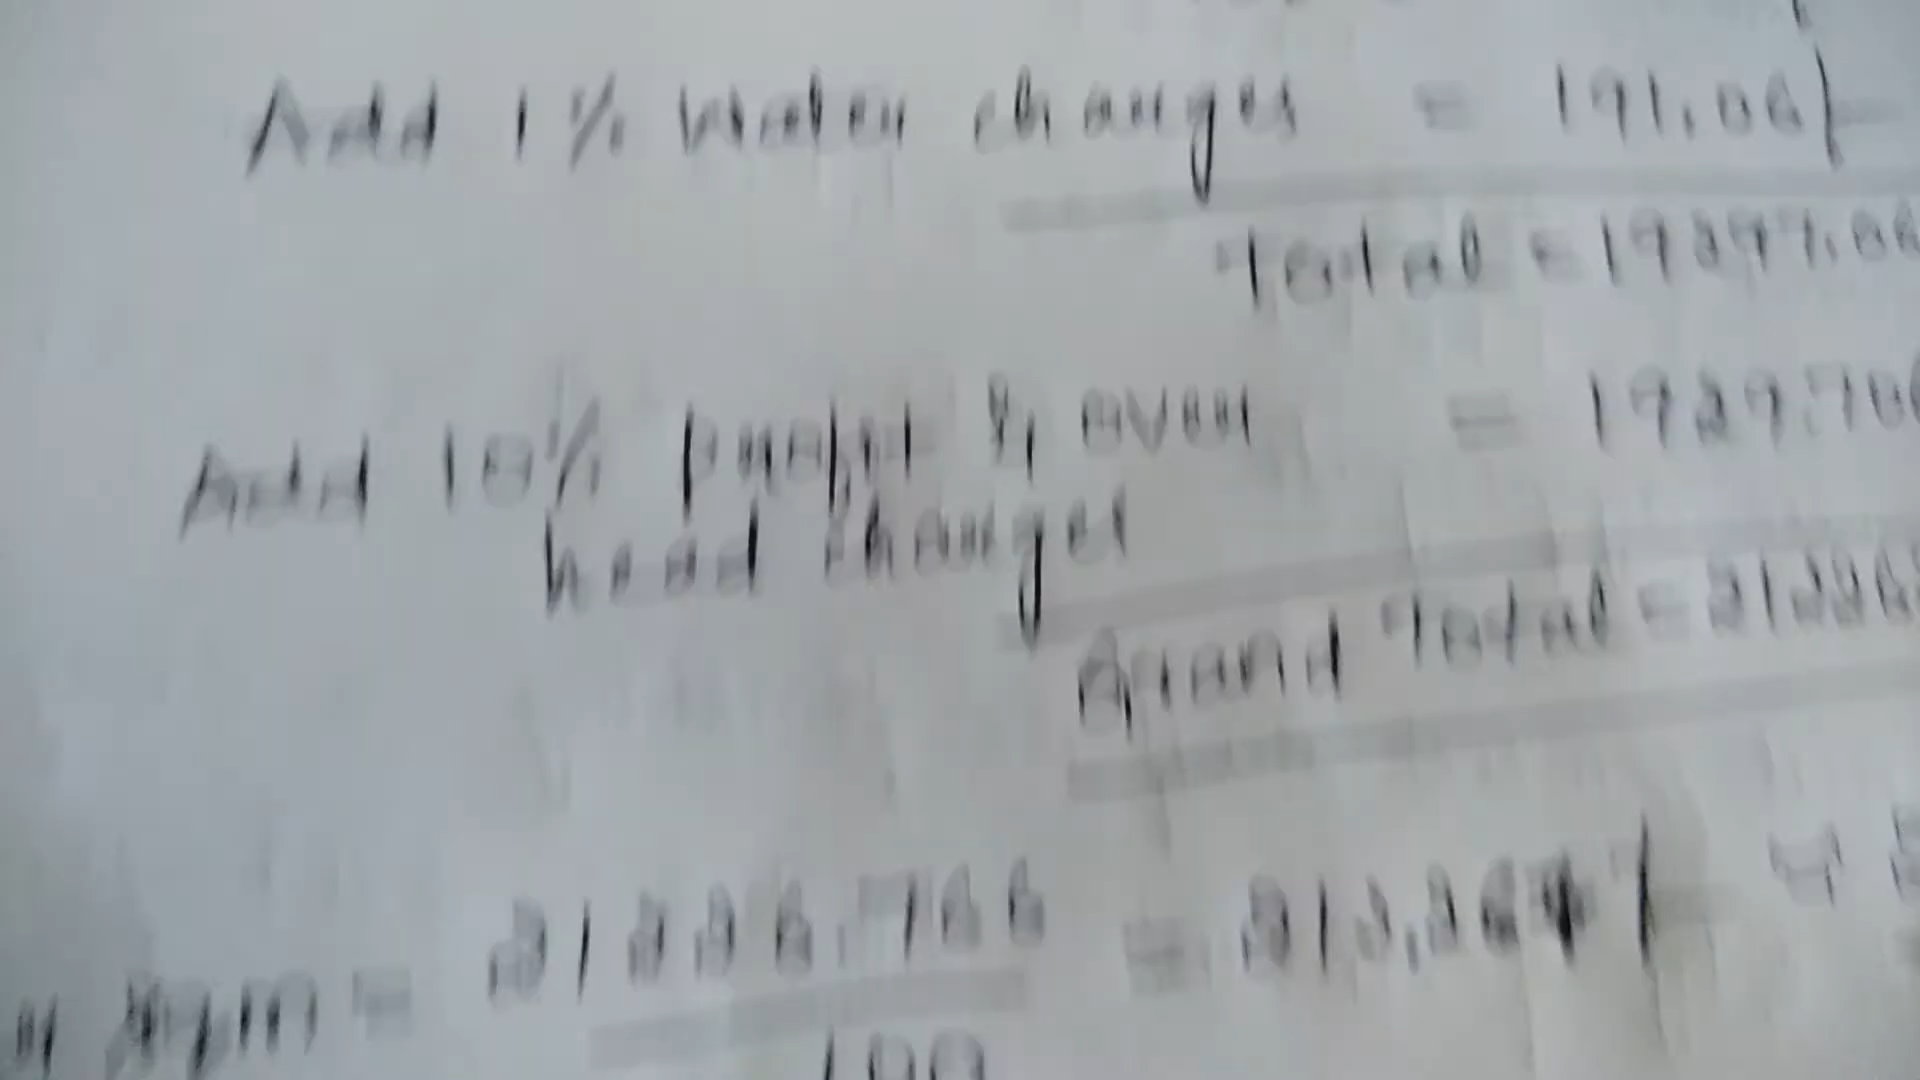 Add 1% water charges = 191.06/-
Total = 19297.06
Add 10% profit & over = 1929.706
head charges
Grand Total = 21226
sqm = 21226.766 = 212.267/
100